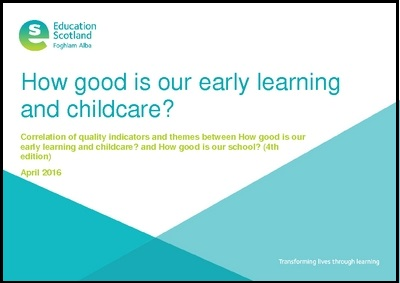 Education
Scotland
Foghlam Alba
How good is our early learning
and childcare?
Correlation of quality indicators and themes between How good is our
early learning and childcare? and How good is our school? (4th
edition)
April 2016
Transforming lives through learning